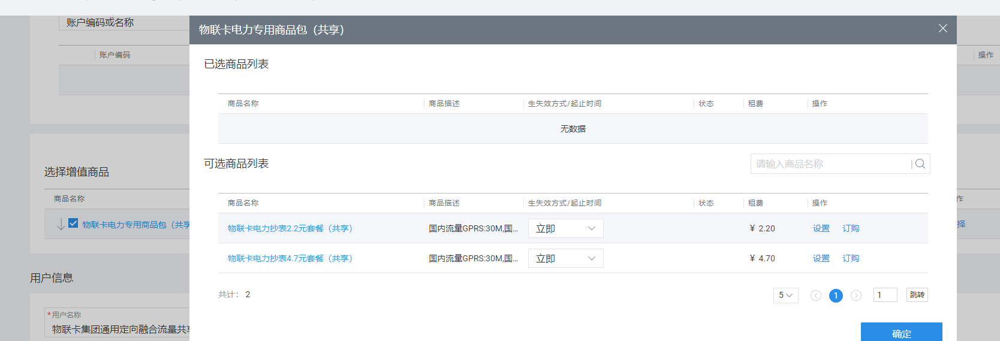 账户编码或名称
物联卡电力专用商品包（共享）
账户编码
操作
已选商品列表
商品名称 商品描述 生失效方式/起止时间 状态 租费 操作
无数据
选择增值商品
可选商品列表
请输入商品名称
商品名称
商品名称 商品描述 生失效方式/起止时间 状态 租费 操作
作
物联卡电力专用商品包（共享
择
物联卡电力抄表2.2元套餐（共享） 国内流量GPRS:30M,国... 立即 ¥ 2.20 设置 订购
物联卡电力抄表4.7元套餐（共享） 国内流量GPRS:30M,国... 立即 ¥ 4.70 设置 订购
用户信息
共计： 2
5 1 1 跳转
*用户名称
物联卡集团通用定向融合流量共享
确定